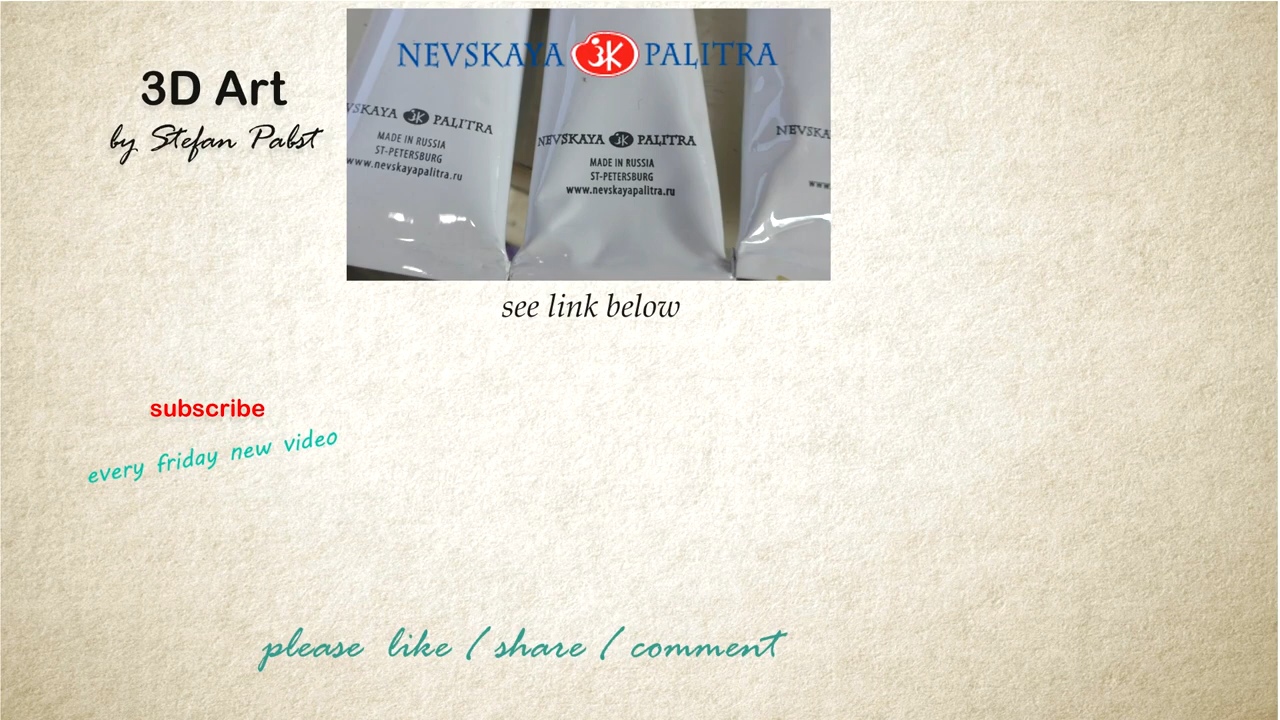 3D Art
by Stefan Pabst
NEVSKAYA ЗК PALITRA
VSKAYA ЗК PALITRA
MADE IN RUSSIA
ST-PETERSBURG
www.nevskayapalitra.ru
NEVSKAYA ЗК PALITRA
MADE IN RUSSIA
ST-PETERSBURG
www.nevskayapalitra.ru
NEVSKA
www
see link below
subscribe
every friday new video
please like / share / comment